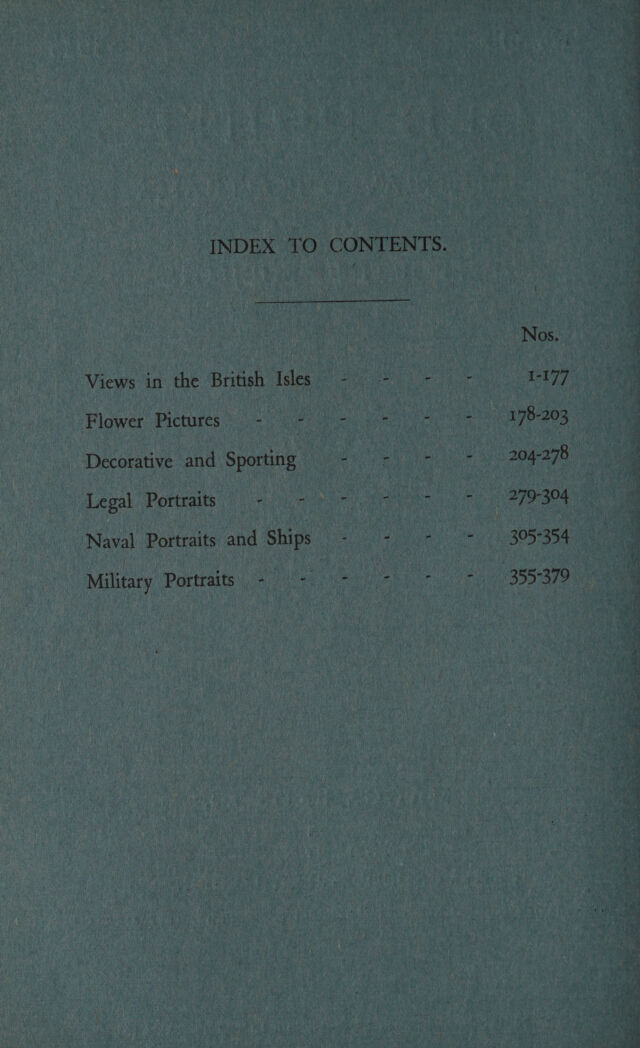 INDEX TO CONTENTS.
Nos.
Views in the British Isles - - - - 1-177
Flower Pictures - - - - - - 178-203
Decorative and Sporting - - - - 204-278
Legal Portraits - - - - - - 279-304
Naval Portraits and Ships - - - - 305-354
Military Portraits - - - - - - 355-379